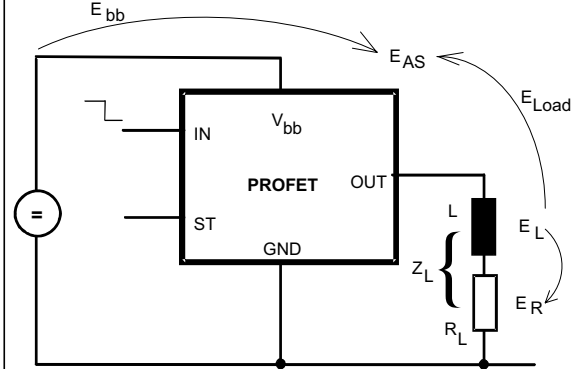 E bb
E AS
E Load
V bb
IN
PROFET
OUT
ST
GND
=
L
E L
Z L
{
E R
R L